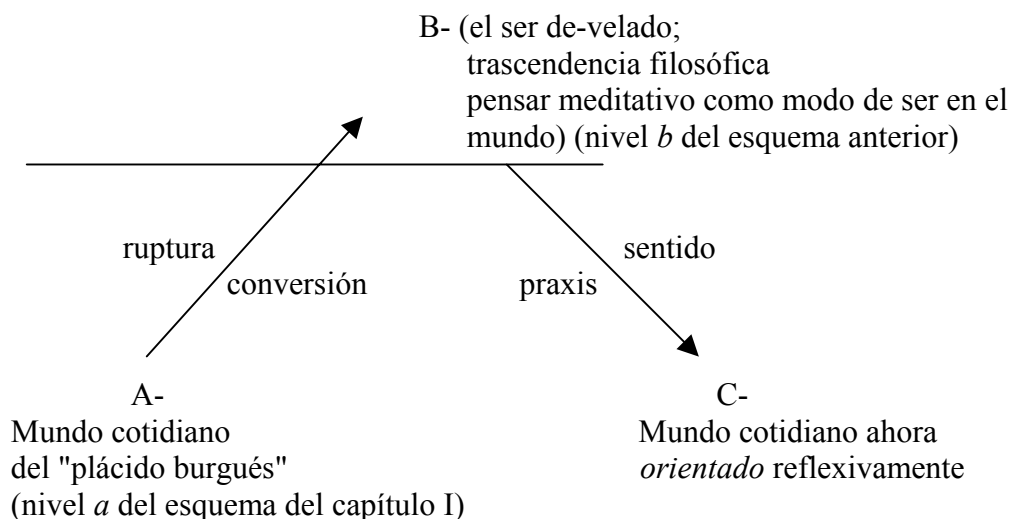 B- (el ser de-velado;
trascendencia filosófica
pensar meditativo como modo de ser en el
mundo) (nivel b del esquema anterior)
ruptura
conversión
sentido
praxis
A-
Mundo cotidiano
del "plácido burgués"
(nivel a del esquema del capítulo I)
C-
Mundo cotidiano ahora
orientado reflexivamente